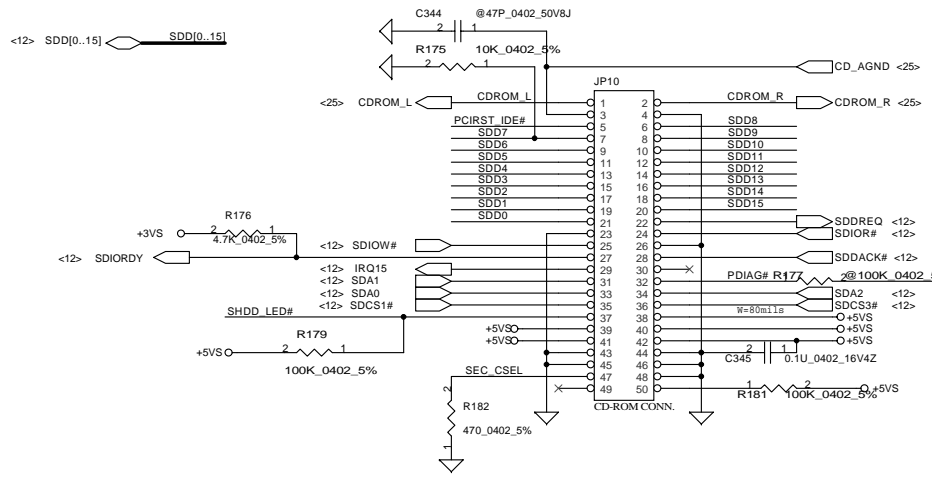 C344 @47P_0402_50V8J
2 1
<12> SDD[0..15] SDD[0..15]
R175 10K_0402_5%
2 1
CD_AGND <25>
JP10
<25> CDROM_L CDROM_L 1 2 CDROM_R CDROM_R <25>
3 4
PCIRST_IDE# 5 6 SDD8
SDD7 7 8 SDD9
SDD6 9 10 SDD10
SDD5 11 12 SDD11
SDD4 13 14 SDD12
SDD3 15 16 SDD13
SDD2 17 18 SDD14
SDD1 19 20 SDD15
SDD0 21 22 SDDREQ <12>
R176
+3VS 2 1 23 24 SDIOR# <12>
4.7K_0402_5%
<12> SDIOW# 25 26
<12> SDIORDY 27 28 SDDACK# <12>
<12> IRQ15 29 30
<12> SDA1 31 32 PDIAG# R177 2 @100K_0402_5
<12> SDA0 33 34 SDA2 <12>
<12> SDCS1# 35 36 SDCS3# <12>
SHDD_LED# 37 38 W=80mils +5VS
+5VS 39 40 +5VS
R179
+5VS 41 42 +5VS
+5VS 2 1 43 44 C345 2 1 0.1U_0402_16V4Z
100K_0402_5%
45 46
SEC_CSEL 47 48
49 50 1 2 +5VS
R181 100K_0402_5%
CD-ROM CONN.
2
R182
470_0402_5%
1